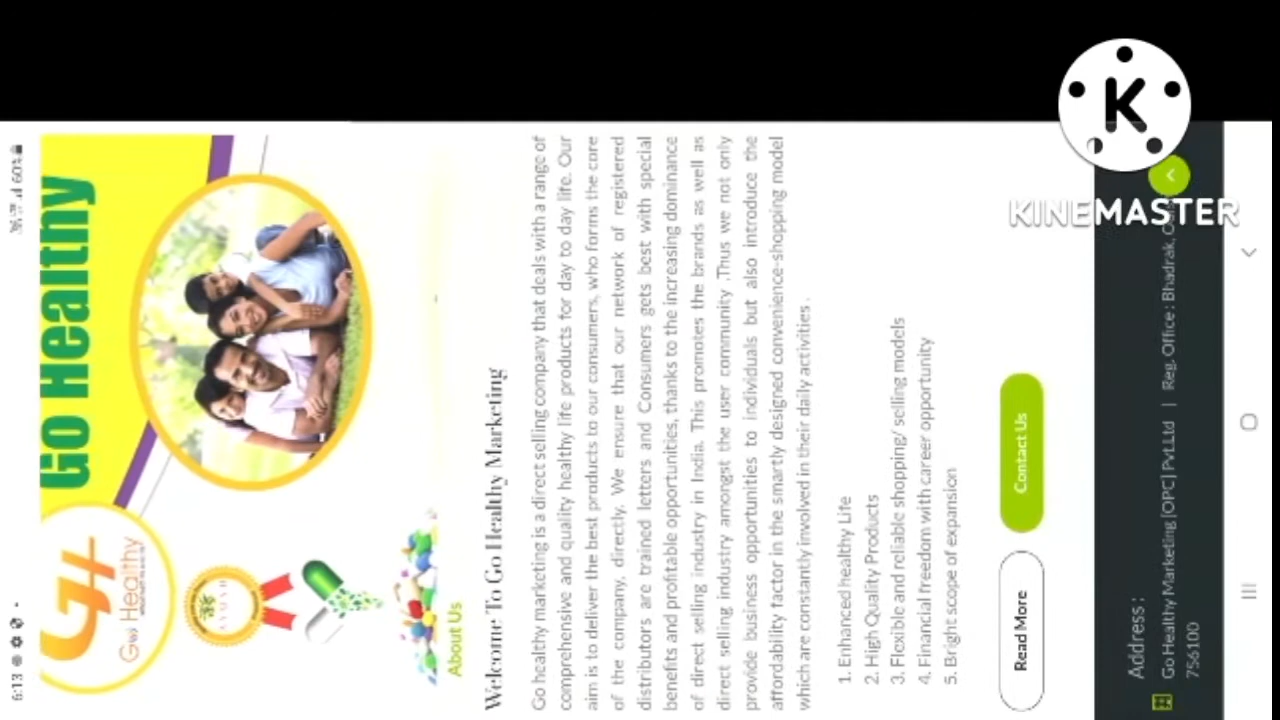 6:13
60%
Go Healthy
GH
Go Healthy
About Us
Welcome To Go Healthy Marketing
Go healthy marketing is a direct selling company that deals with a range of
comprehensive and quality healthy life products for day to day life. Our
aim is to deliver the best products to our consumers, who forms the core
of the company, directly. We ensure that our network of registered
distributors are trained letters and Consumers gets best with special
benefits and profitable opportunities, thanks to the increasing dominance
of direct selling industry in India. This promotes the brands as well as
direct selling industry amongst the user community .Thus we not only
provide business opportunities to individuals but also introduce the
affordability factor in the smartly designed convenience-shopping model
which are constantly involved in their daily activities .
1. Enhanced healthy Life
2. High Quality Products
3. Flexible and reliable shopping/ selling models
4. Financial freedom with career opportunity
5. Bright scope of expansion
Read More
Contact Us
Address :
Go Healthy Marketing [OPC] Pvt.Ltd | Reg. Office : Bhadrak,
756100
K
KINEMASTER